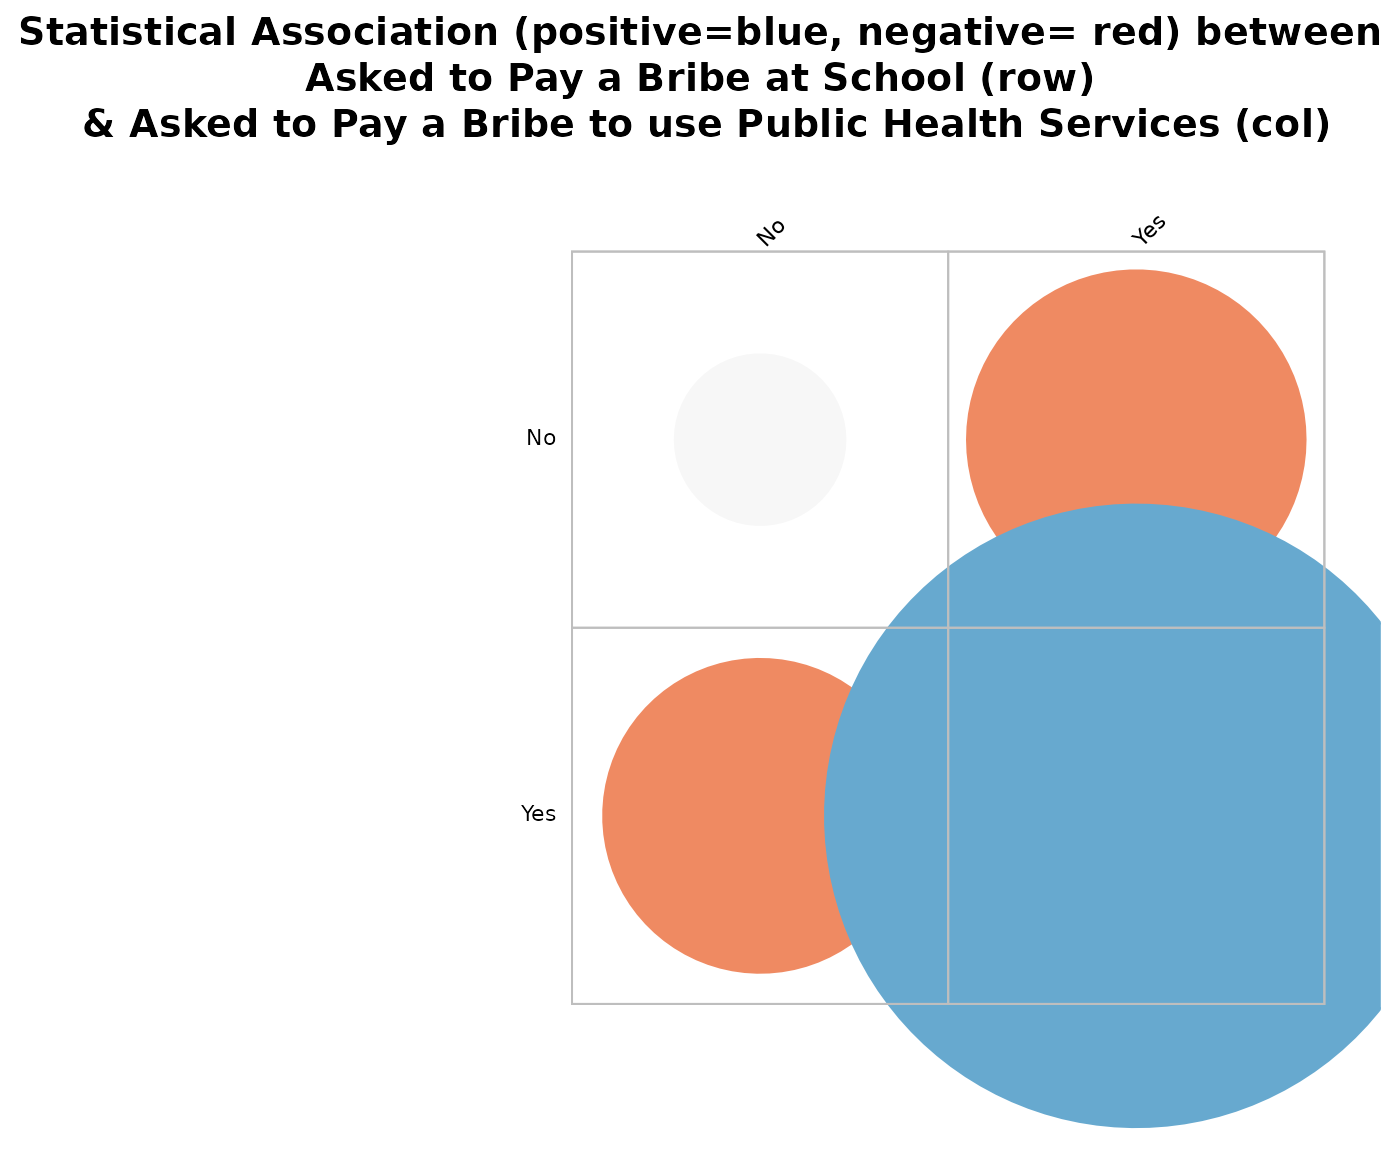 Statistical Association (positive=blue, negative= red) between
Asked to Pay a Bribe at School (row)
& Asked to Pay a Bribe to use Public Health Services (col)
No
Yes
No
Yes